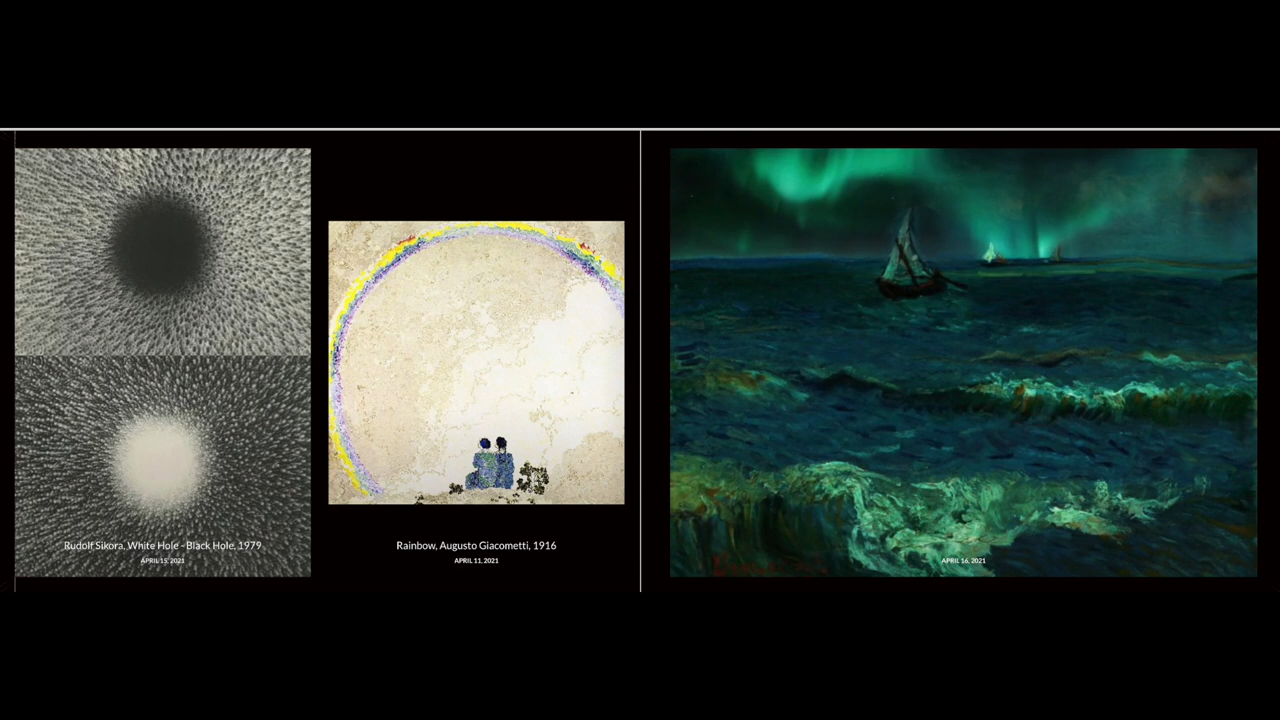 Rudolf Sikora, White Hole - Black Hole, 1979
APRIL 15, 2021
Rainbow, Augusto Giacometti, 1916
APRIL 11, 2021
APRIL 16, 2021